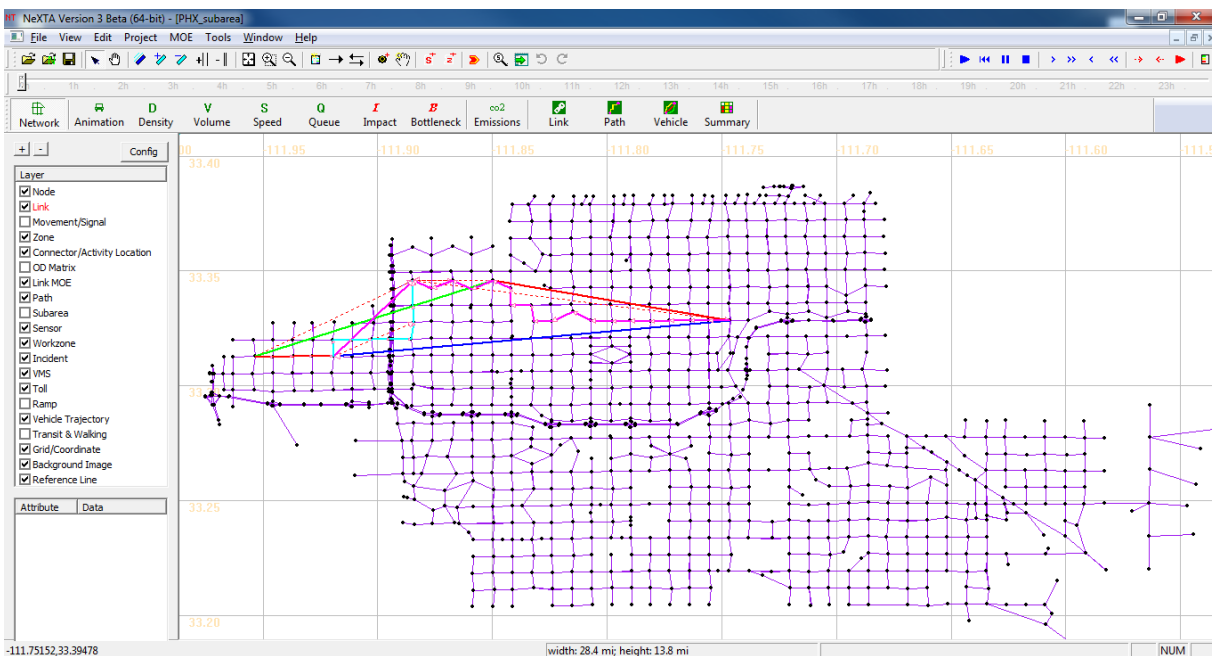 NT NeXTA Version 3 Beta (64-bit) - [PHX_subarea]
File View Edit Project MOE Tools Window Help
1h 2h 3h 4h 5h 6h 7h 8h 9h 10h 11h 12h 13h 14h 15h 16h 17h 18h 19h 20h 21h 22h 23h
D V S Q I B co2
Network Animation Density Volume Speed Queue Impact Bottleneck Emissions Link Path Vehicle Summary
+ - Config
Layer
Node
Link
Movement/Signal
Zone
Connector/Activity Location
OD Matrix
Link MOE
Path
Subarea
Sensor
Workzone
Incident
VMS
Toll
Ramp
Vehicle Trajectory
Transit & Walking
Grid/Coordinate
Background Image
Reference Line
Attribute Data
-111.95 -111.90 -111.85 -111.80 -111.75 -111.70 -111.65 -111.60
33.40
33.35
33.25
33.20
-111.75152,33.39478 width: 28.4 mi; height: 13.8 mi NUM